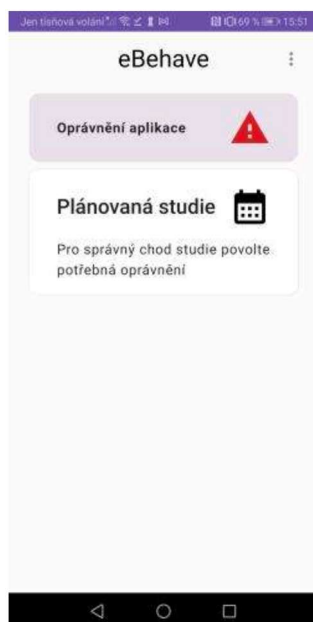 Jen tísňová volání 69 % 15:51
eBehave
Oprávnění aplikace
Plánovaná studie
Pro správný chod studie povolte
potřebná oprávnění